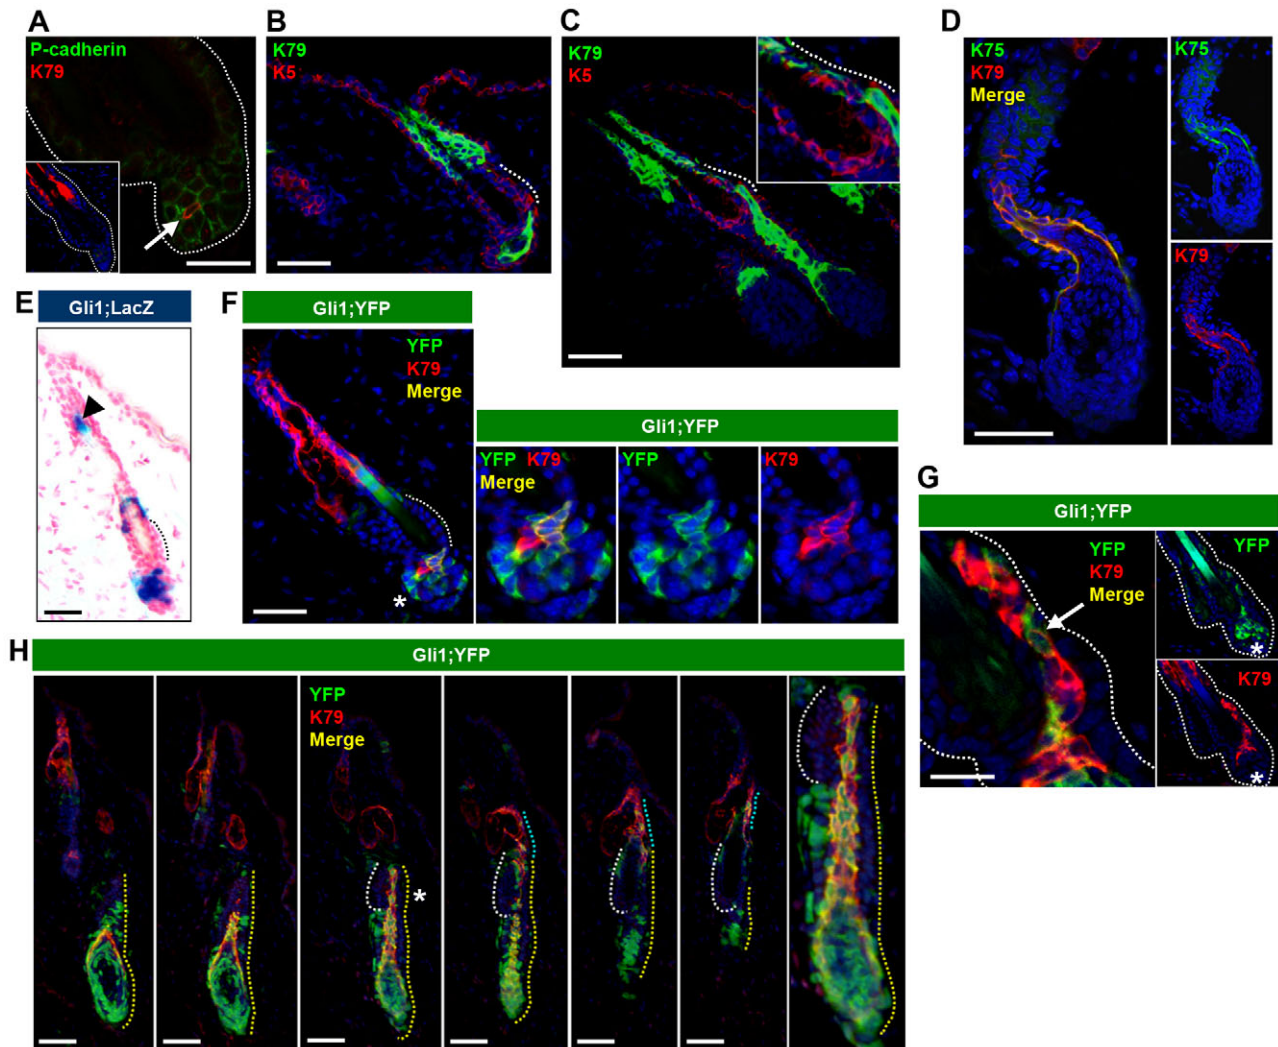 A
P-cadherin
K79
B
K79
K5
C
K79
K5
D
K75
K79
Merge
K75
K79
E
Gli1;LacZ
F
Gli1;YFP
YFP
K79
Merge
Gli1;YFP
YFP K79
Merge
YFP
K79
*
G
Gli1;YFP
YFP
K79
Merge
YFP
*
K79
*
H
Gli1;YFP
YFP
K79
Merge
*